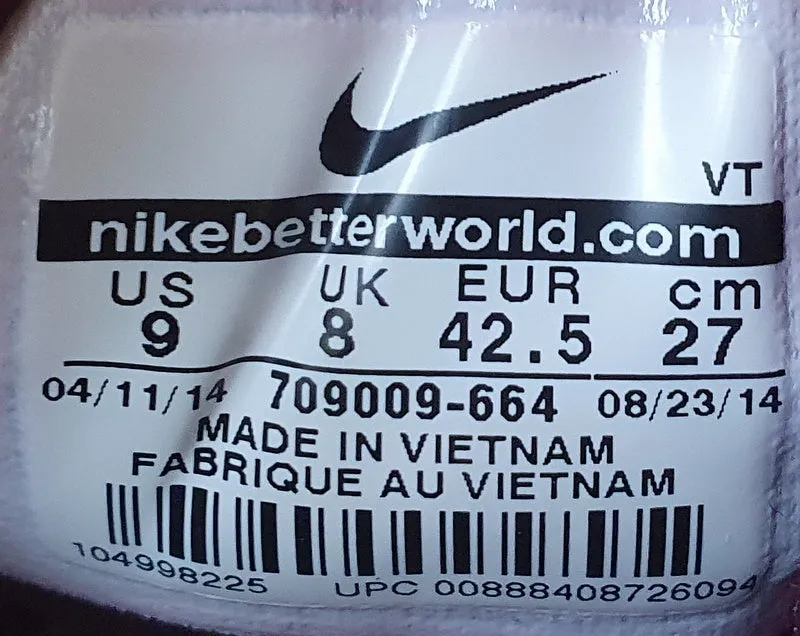 VT
nikebetterworld.com
US UK EUR cm
9 8 42.5 27
04/11/14 709009-664 08/23/14
MADE IN VIETNAM
FABRIQUE AU VIETNAM
104998225 UPC 00888408726094